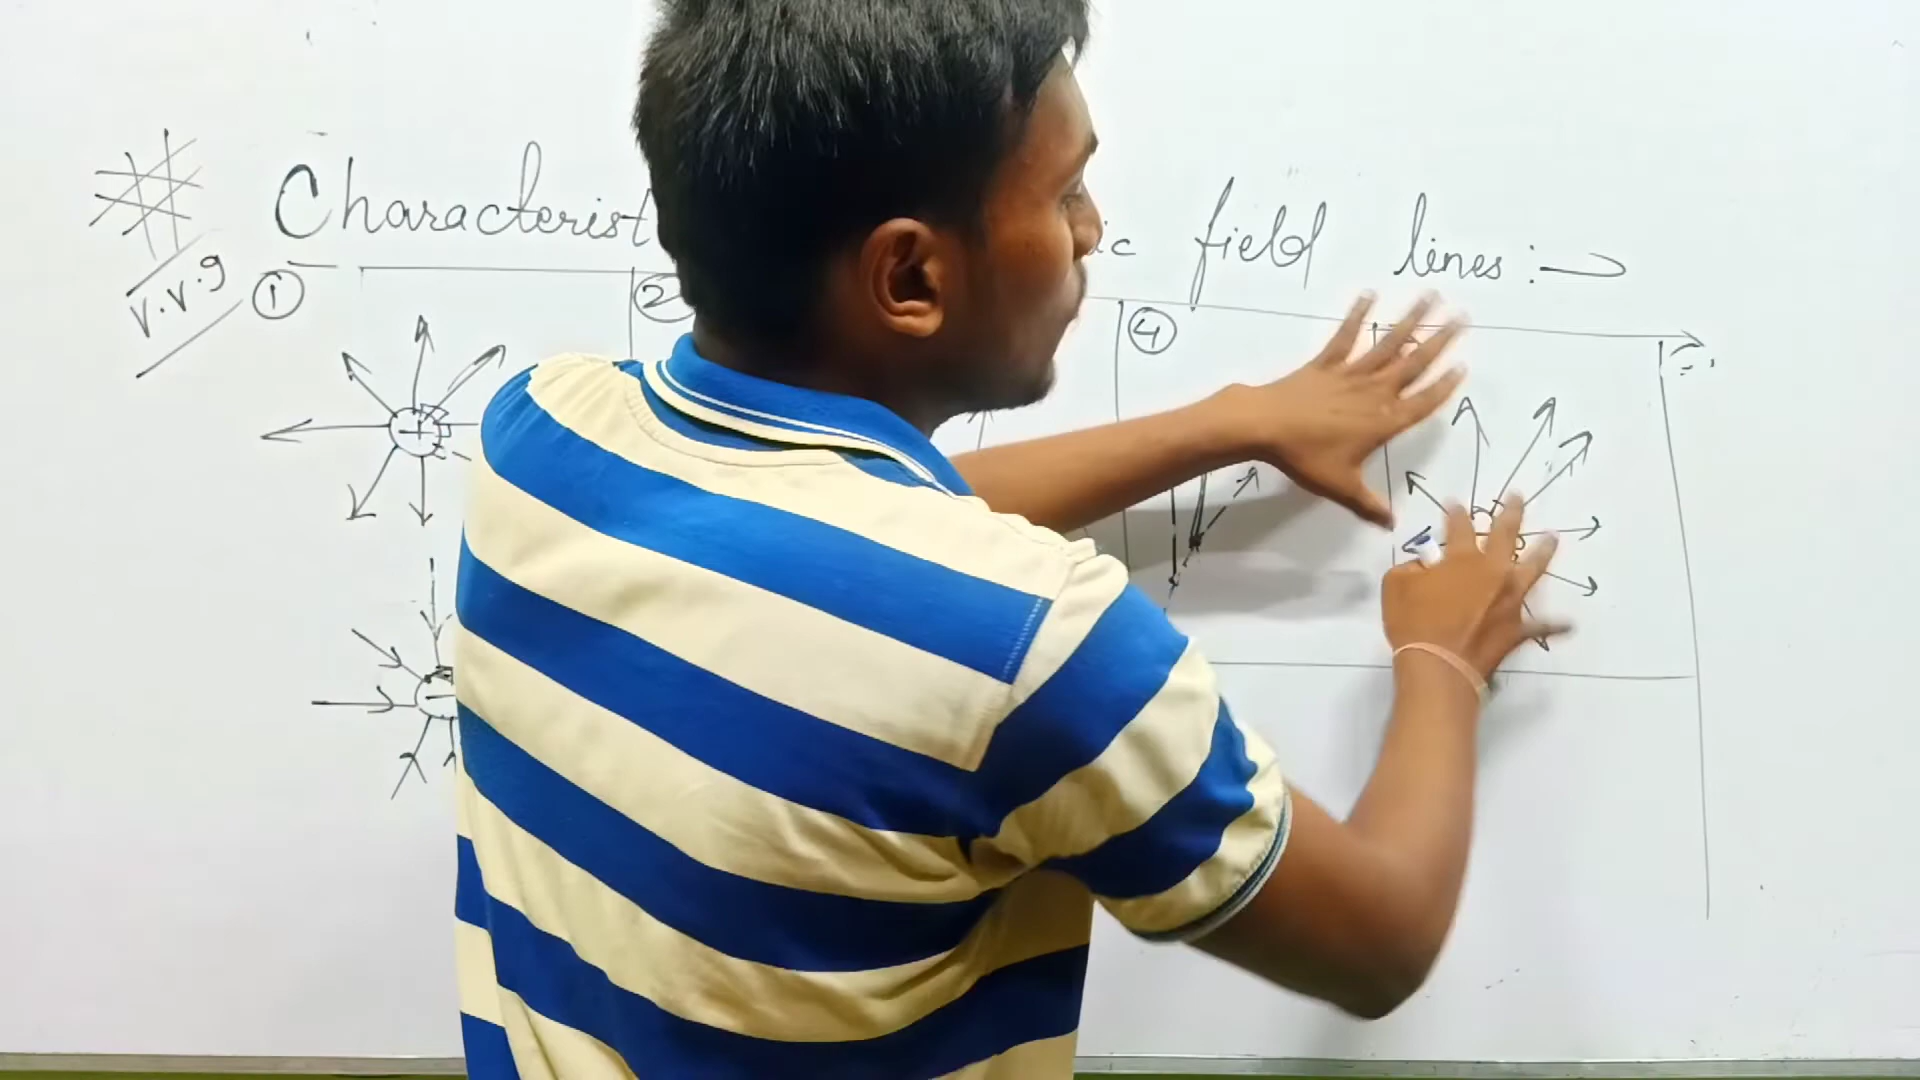 # Characterist ic field lines :→
v.v.g
① ② ④
+
-